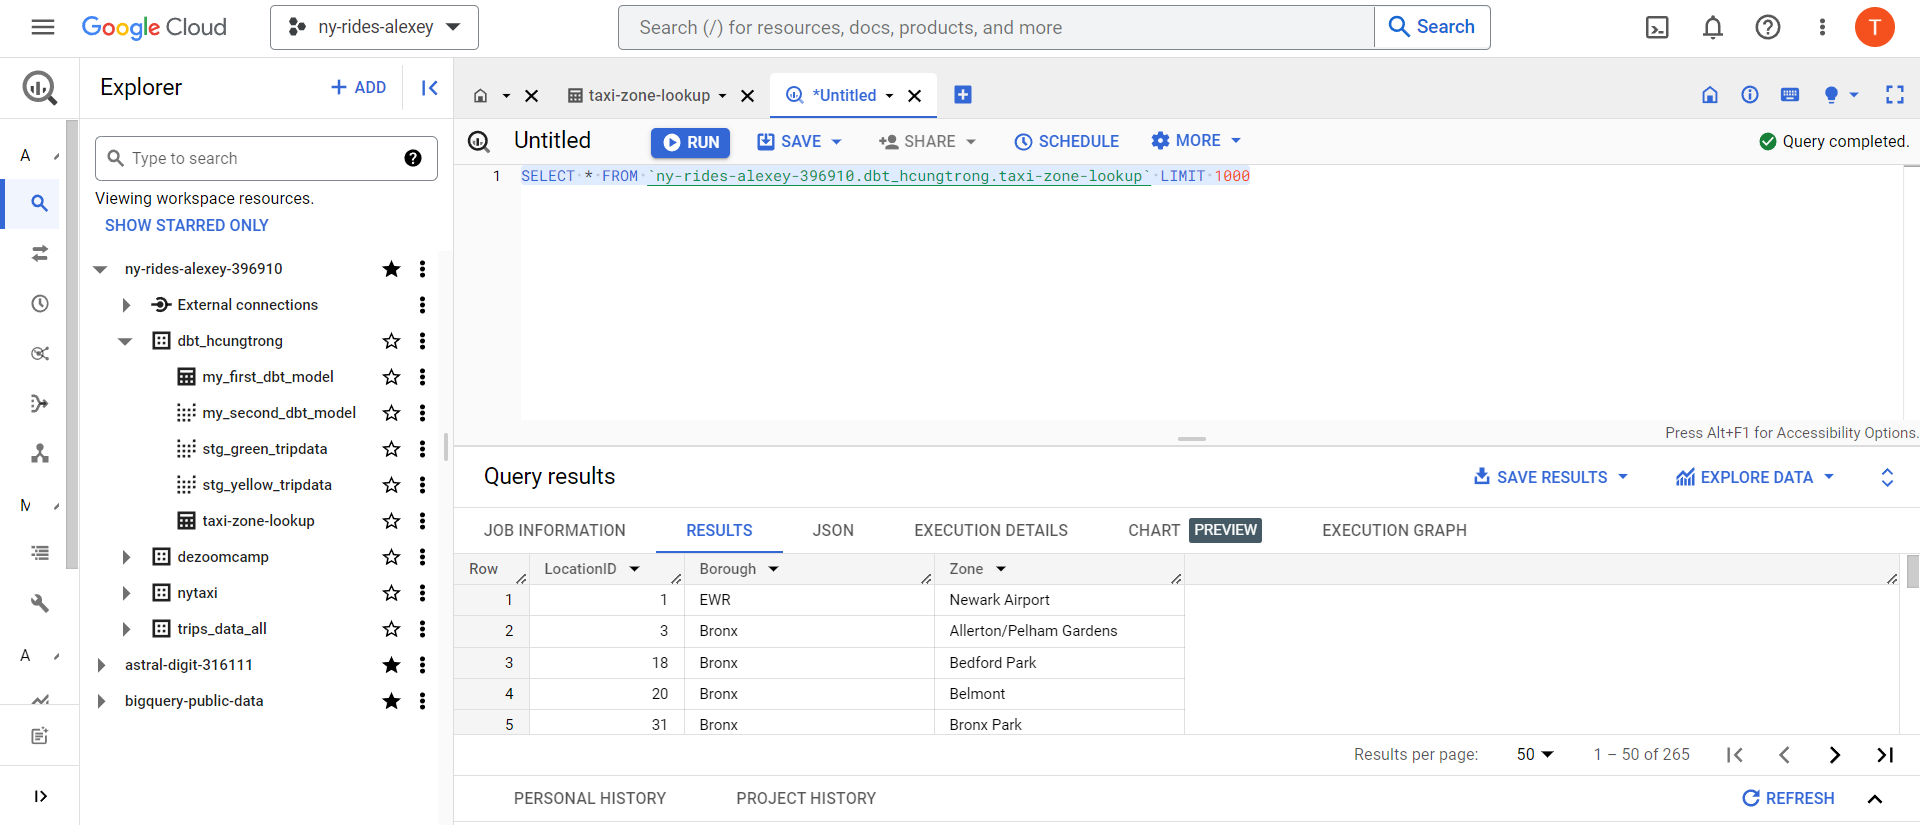 Google Cloud
ny-rides-alexey
Search (/) for resources, docs, products, and more
Search
T
Explorer
+ ADD
taxi-zone-lookup
*Untitled
Untitled
RUN
SAVE
SHARE
SCHEDULE
MORE
Query completed.
A
Type to search
?
1 SELECT * FROM `ny-rides-alexey-396910.dbt_hcungtrong.taxi-zone-lookup` LIMIT 1000
Viewing workspace resources.
SHOW STARRED ONLY
ny-rides-alexey-396910
External connections
dbt_hcungtrong
my_first_dbt_model
my_second_dbt_model
stg_green_tripdata
stg_yellow_tripdata
taxi-zone-lookup
dezoomcamp
nytaxi
trips_data_all
astral-digit-316111
bigquery-public-data
M
A
Press Alt+F1 for Accessibility Options.
Query results
SAVE RESULTS
EXPLORE DATA
JOB INFORMATION
RESULTS
JSON
EXECUTION DETAILS
CHART PREVIEW
EXECUTION GRAPH
Row LocationID Borough Zone
1 1 EWR Newark Airport
2 3 Bronx Allerton/Pelham Gardens
3 18 Bronx Bedford Park
4 20 Bronx Belmont
5 31 Bronx Bronx Park
Results per page: 50 1 – 50 of 265
PERSONAL HISTORY
PROJECT HISTORY
REFRESH